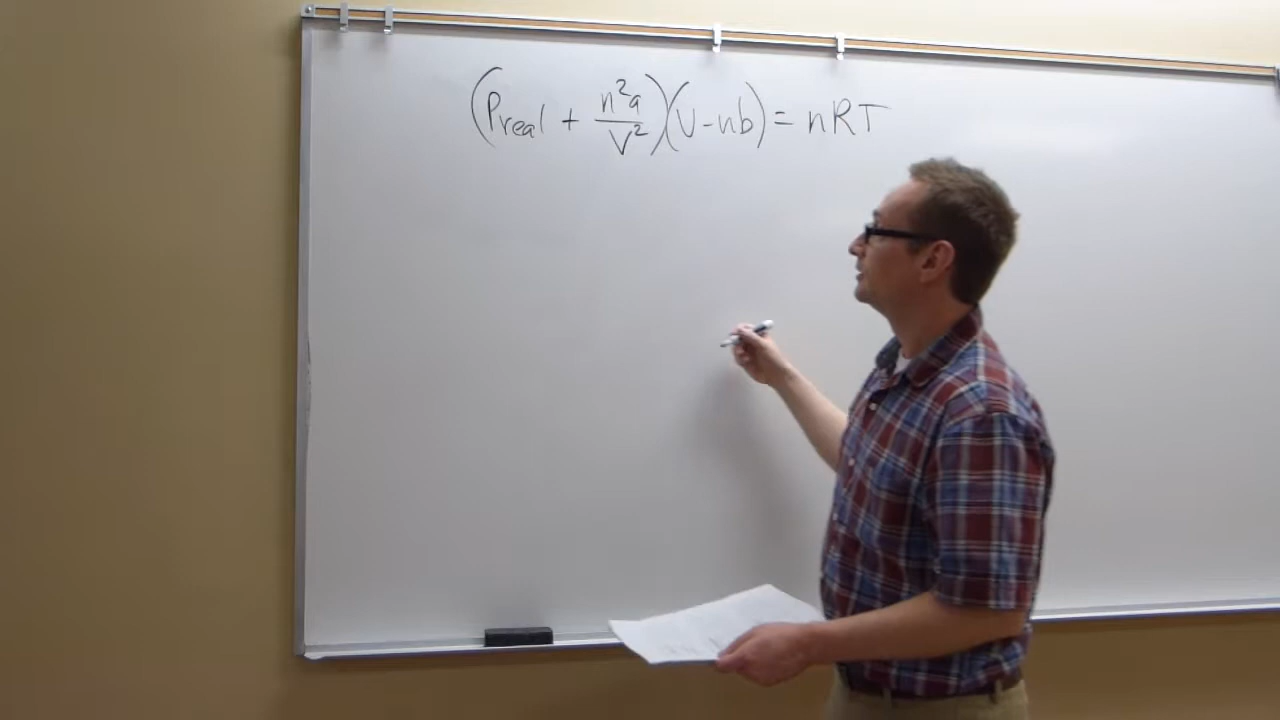 (Preal + n²a/V²)(V-nb) = nRT